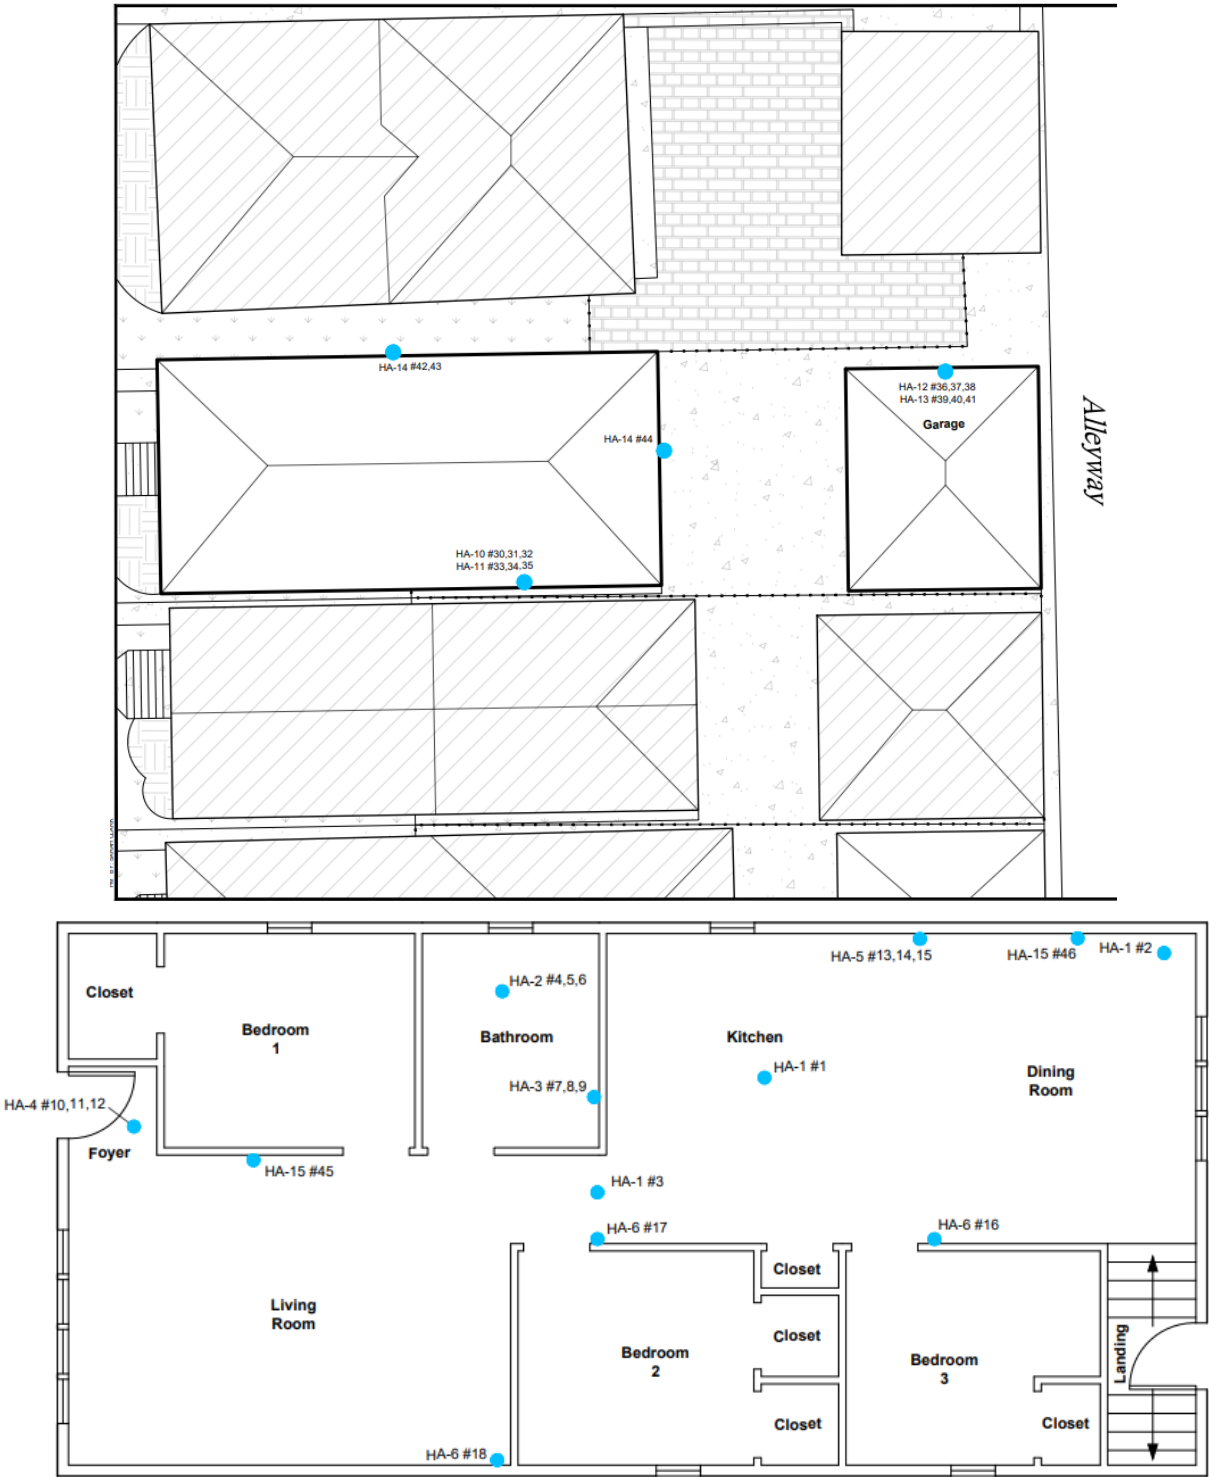 HA-14 #42,43
HA-12 #36,37,38
HA-13 #39,40,41
Garage
Alleyway
HA-14 #44
HA-10 #30,31,32
HA-11 #33,34,35
HA-5 #13,14,15
HA-15 #46
HA-1 #2
Closet
HA-2 #4,5,6
Bedroom
1
Bathroom
Kitchen
HA-1 #1
Dining
Room
HA-3 #7,8,9
HA-4 #10,11,12
Foyer
HA-15 #45
HA-1 #3
HA-6 #17
HA-6 #16
Closet
Living
Room
Closet
Landing
Bedroom
2
Bedroom
3
Closet
Closet
HA-6 #18